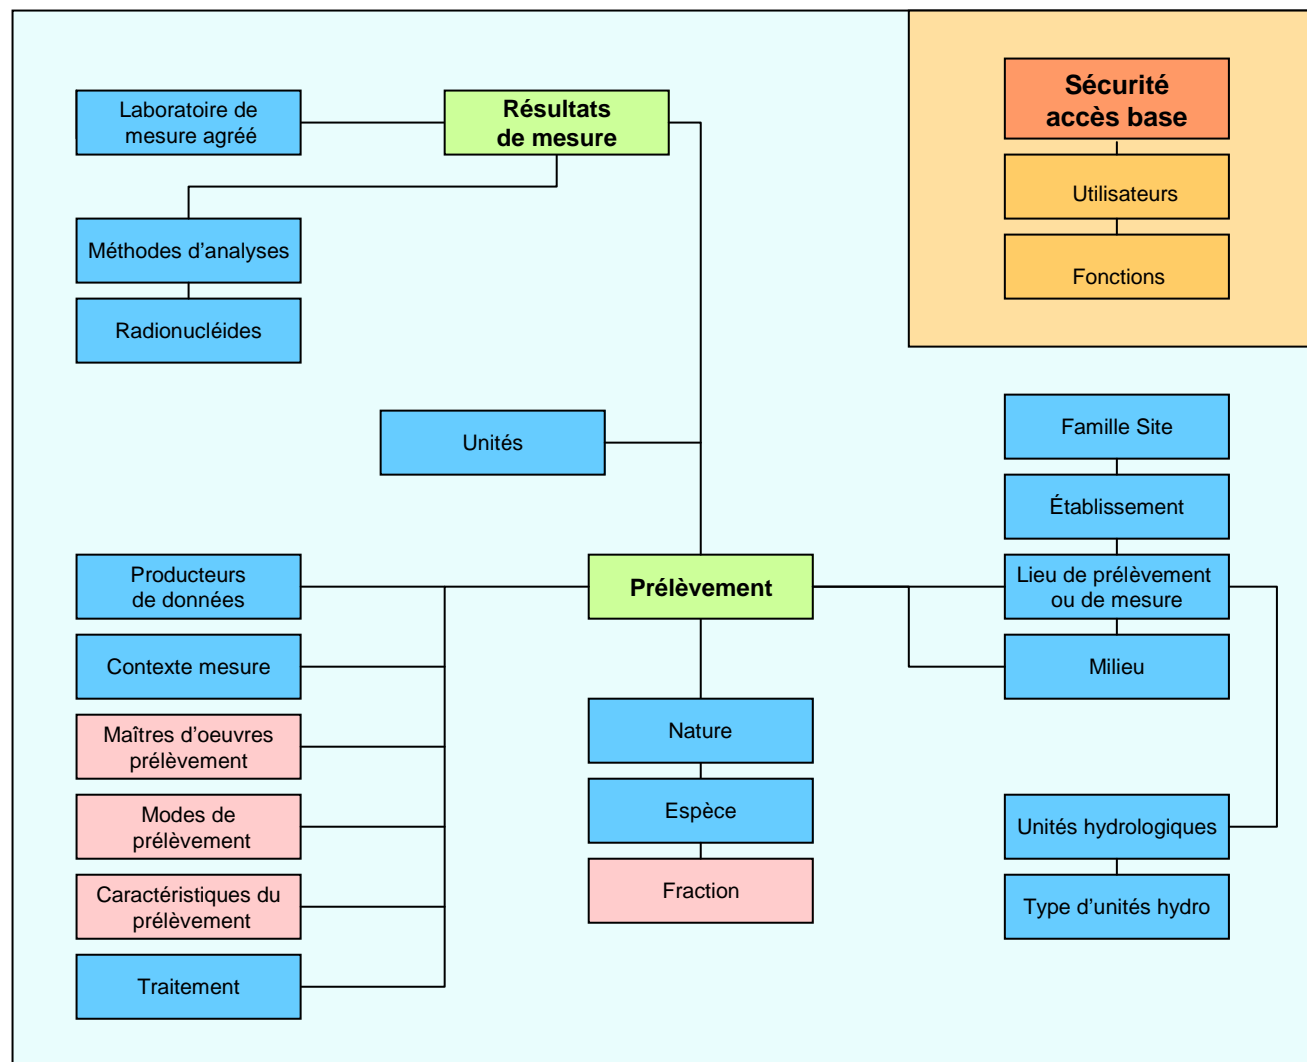 Laboratoire de
mesure agréé
Résultats
de mesure
Sécurité
accès base
Utilisateurs
Fonctions
Méthodes d'analyses
Radionucléides
Unités
Famille Site
Établissement
Lieu de prélèvement
ou de mesure
Milieu
Producteurs
de données
Prélèvement
Contexte mesure
Maîtres d'oeuvres
prélèvement
Modes de
prélèvement
Caractéristiques du
prélèvement
Traitement
Nature
Espèce
Fraction
Unités hydrologiques
Type d'unités hydro